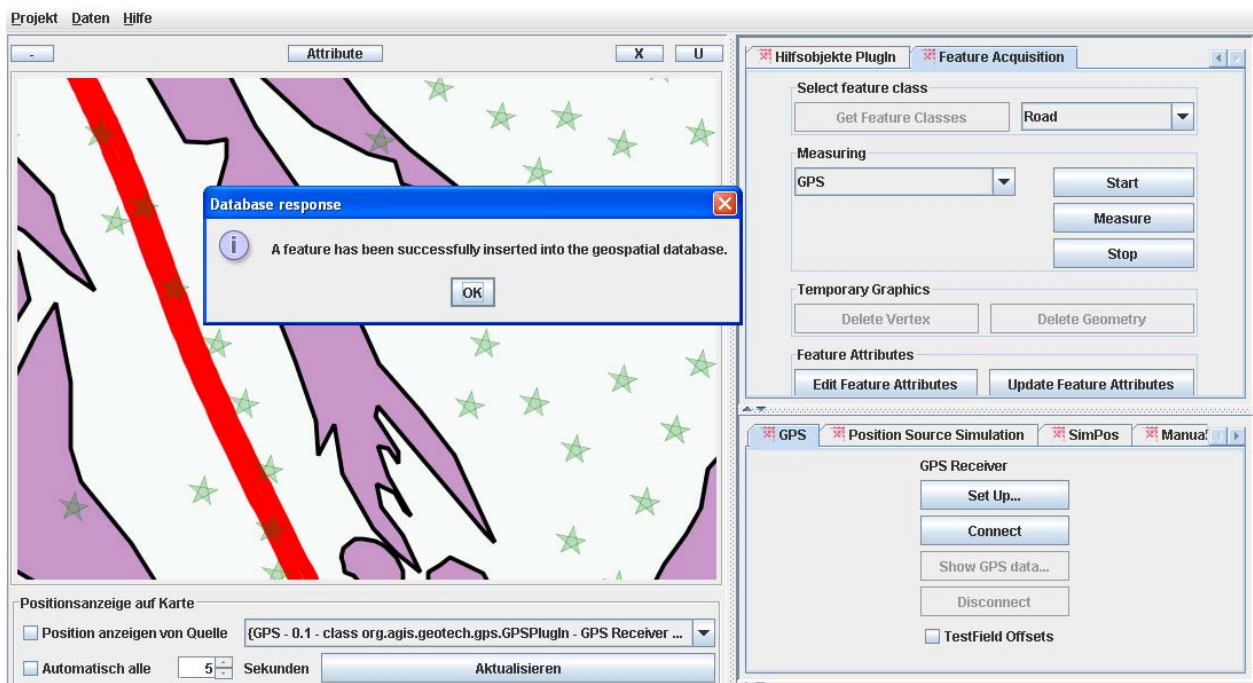 Projekt Daten Hilfe
- Attribute X U
Database response
A feature has been successfully inserted into the geospatial database.
OK
Positionsanzeige auf Karte
Position anzeigen von Quelle {GPS - 0.1 - class org.agis.geotech.gps.GPSPlugIn - GPS Receiver ...
Automatisch alle 5 Sekunden Aktualisieren
Hilfsobjekte PlugIn Feature Acquisition
Select feature class
Get Feature Classes Road
Measuring
GPS Start
Measure
Stop
Temporary Graphics
Delete Vertex Delete Geometry
Feature Attributes
Edit Feature Attributes Update Feature Attributes
GPS Position Source Simulation SimPos Manual
GPS Receiver
Set Up...
Connect
Show GPS data...
Disconnect
TestField Offsets